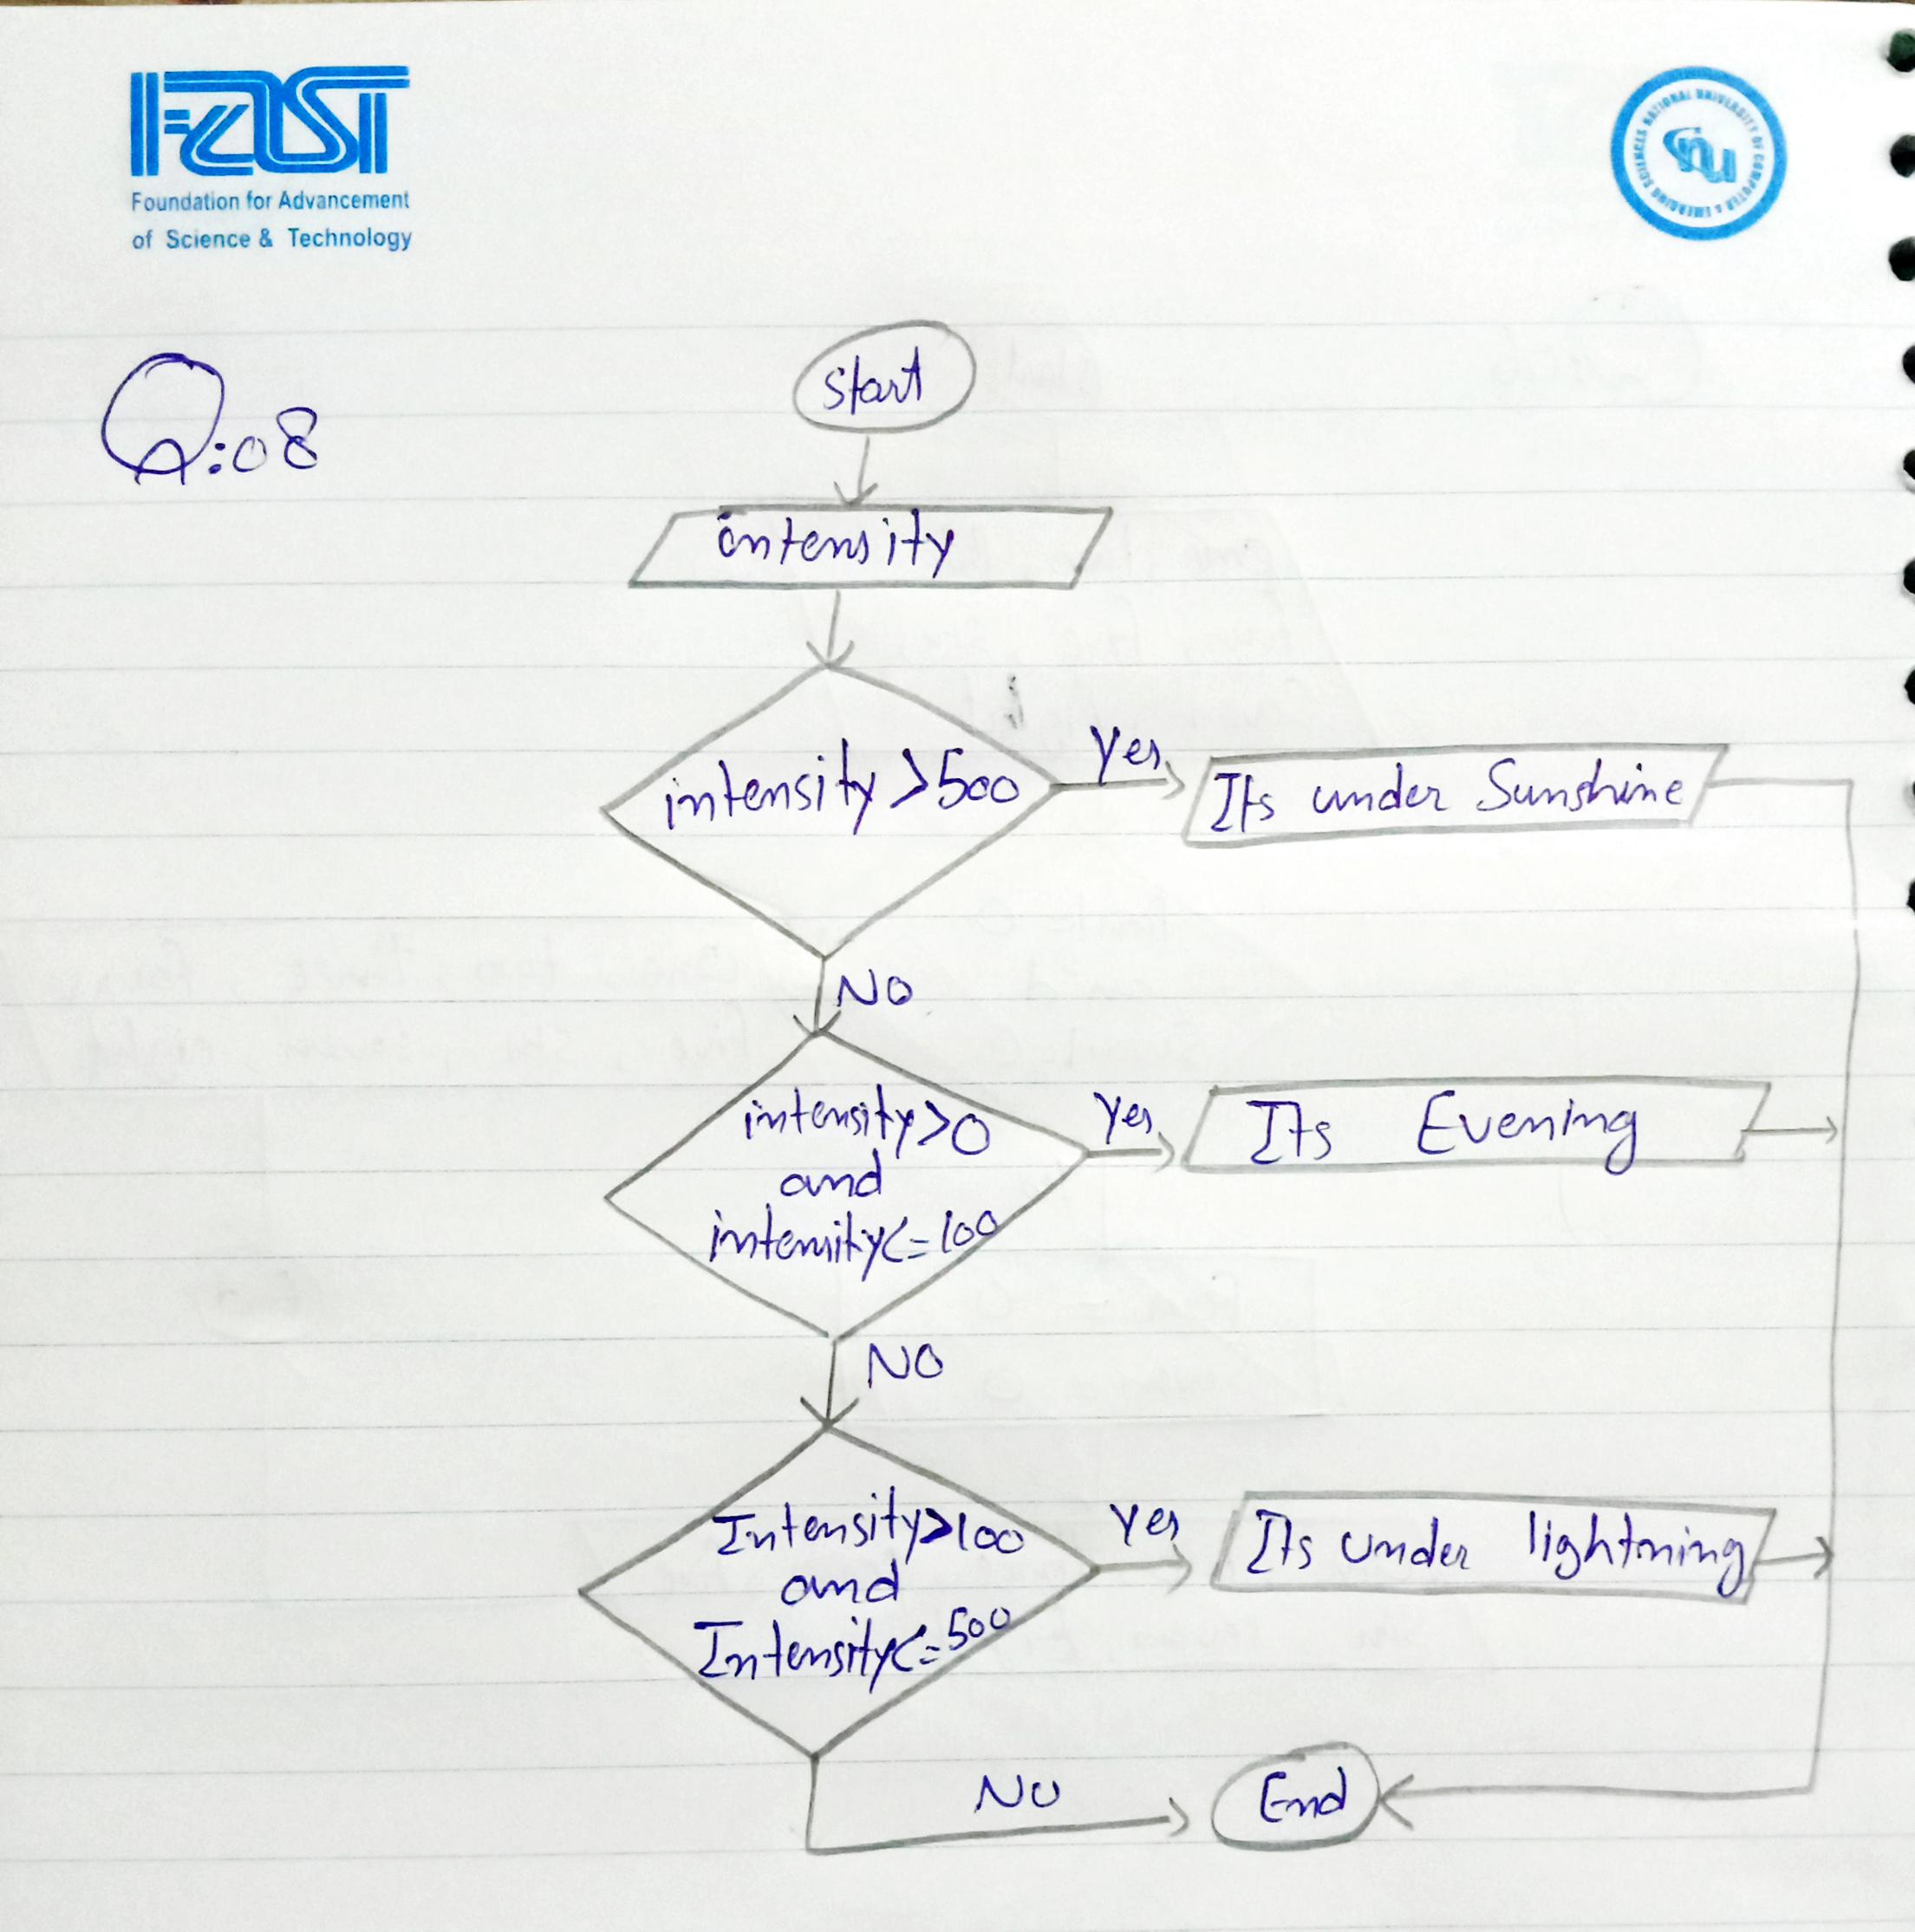 FAST
Foundation for Advancement
of Science & Technology
NATIONAL UNIVERSITY OF COMPUTER & EMERGING SCIENCES
nu
Q:08
start
intensity
intensity >500
Yes
Its under Sunshine
NO
intensity>0
and
intensity<=100
Yes
Its Evening
NO
Intensity>100
and
Intensity<=500
Yes
Its under lightning
NO
End